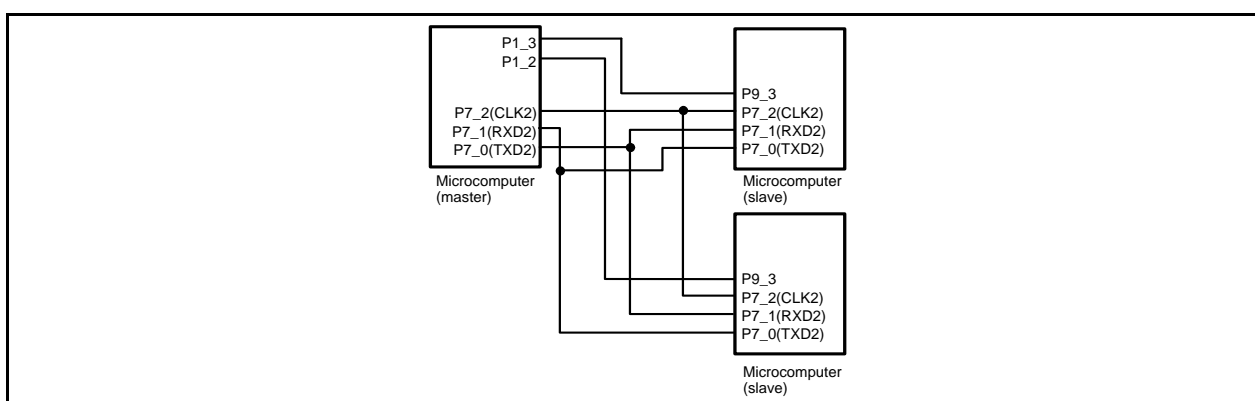 P1_3
P1_2
P7_2(CLK2)
P7_1(RXD2)
P7_0(TXD2)
Microcomputer
(master)
P9_3
P7_2(CLK2)
P7_1(RXD2)
P7_0(TXD2)
Microcomputer
(slave)
P9_3
P7_2(CLK2)
P7_1(RXD2)
P7_0(TXD2)
Microcomputer
(slave)